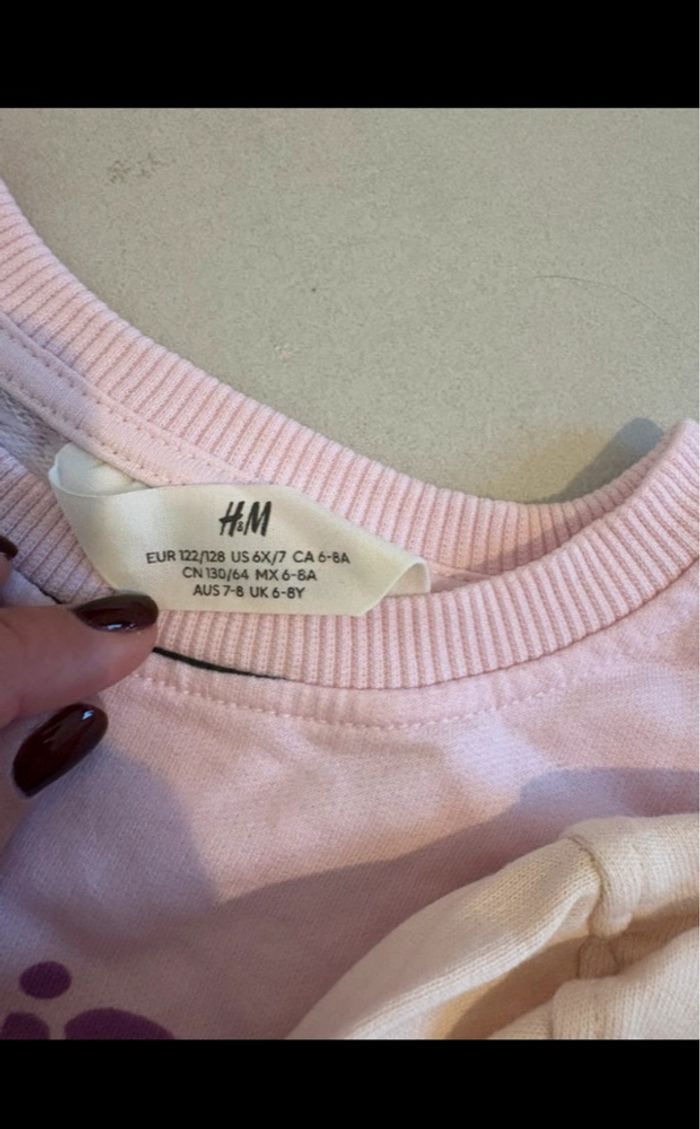 H&M
EUR 122/128 US 6X/7 CA 6-8A
CN 130/64 MX 6-8A
AUS 7-8 UK 6-8Y